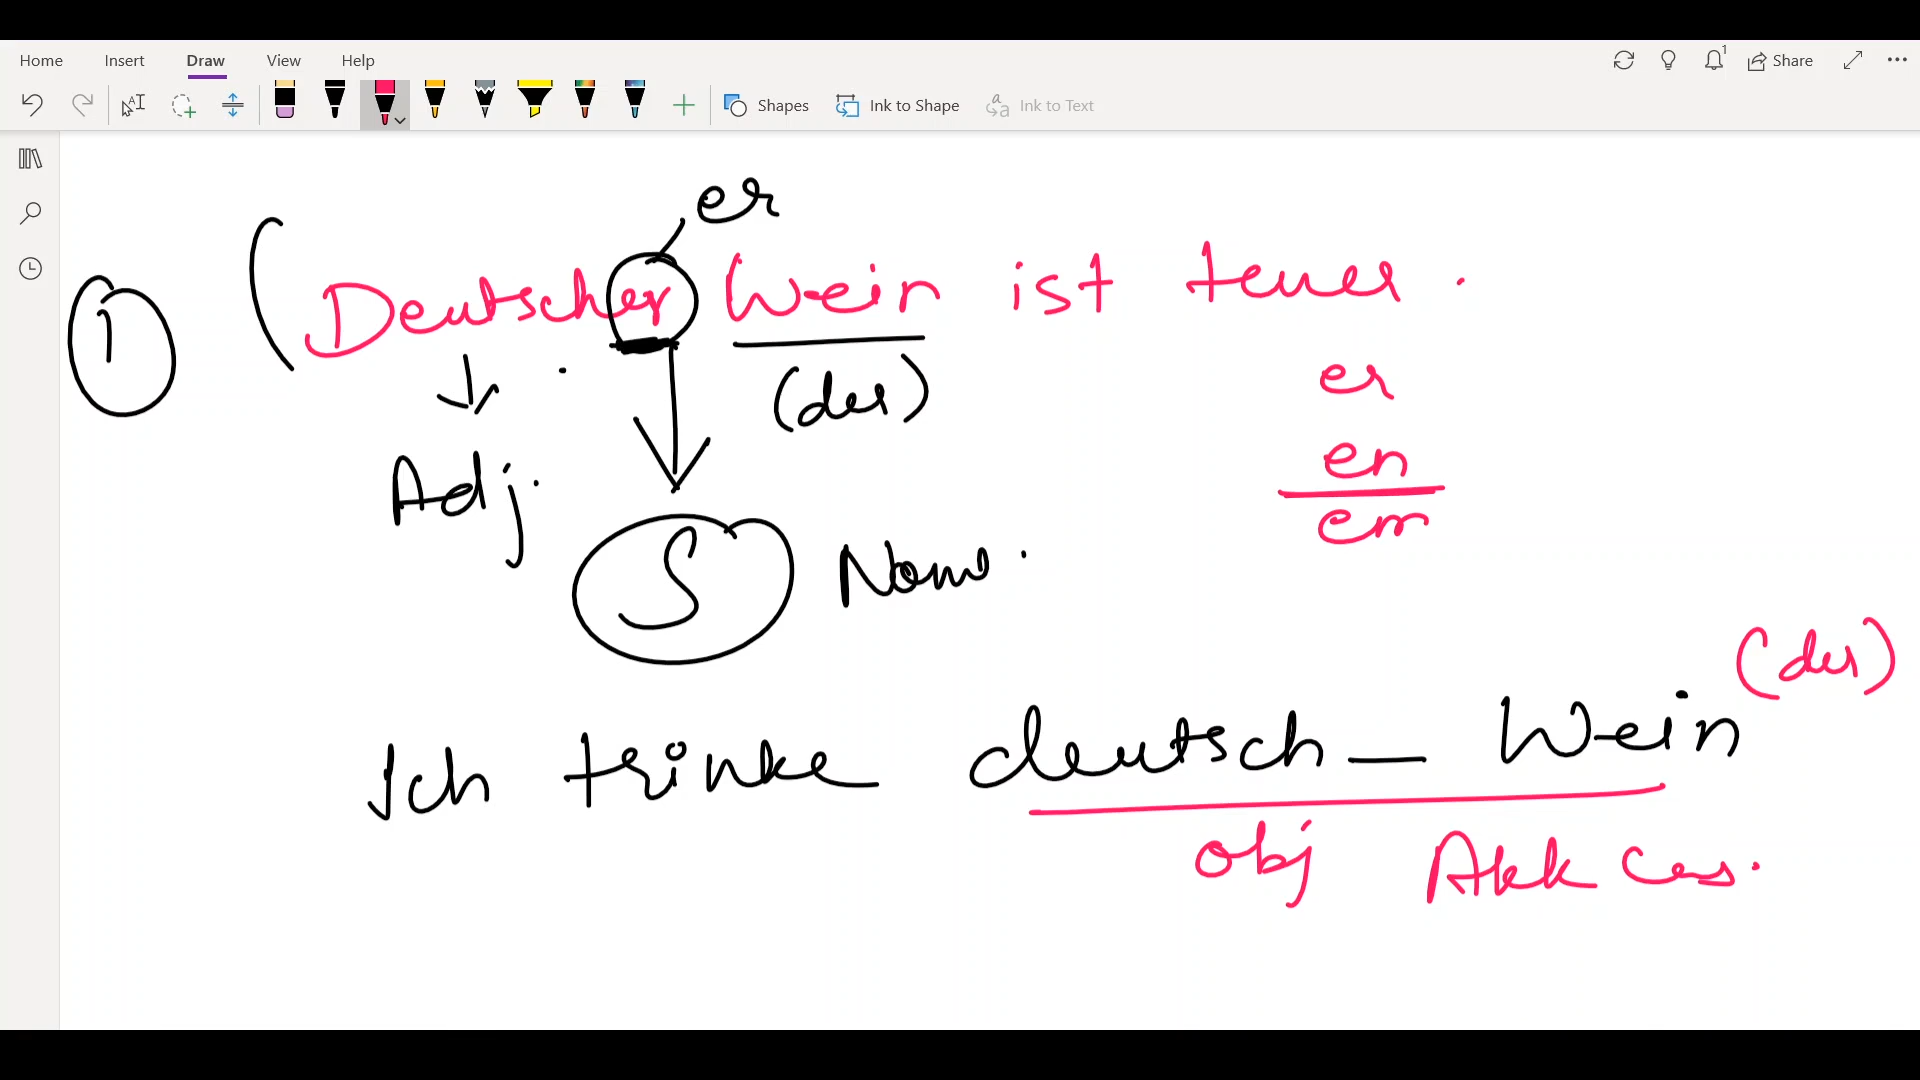 Home Insert Draw View Help 1 Share
Shapes Ink to Shape Ink to Text
er
1 ( Deutscher Wein ist teuer.
(der)
er
Adj.
en
em
S Nom.
(der)
Ich trinke deutsch_ Wein
obj Akk Cas.